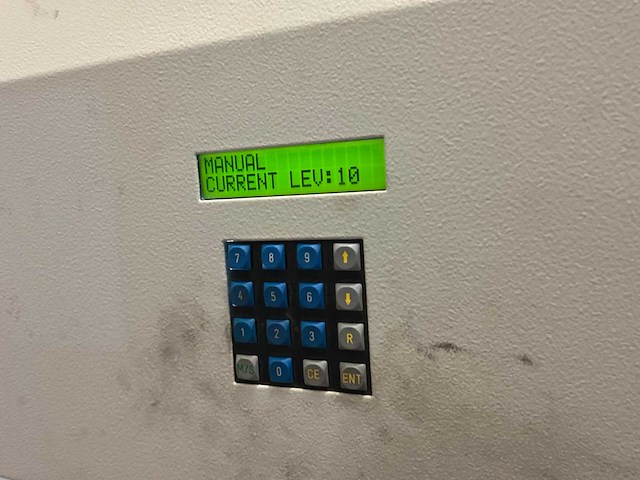 MANUAL
CURRENT LEV:10
7 8 9 ⬆
4 5 6 ⬇
1 2 3 R
M/S 0 CE ENT